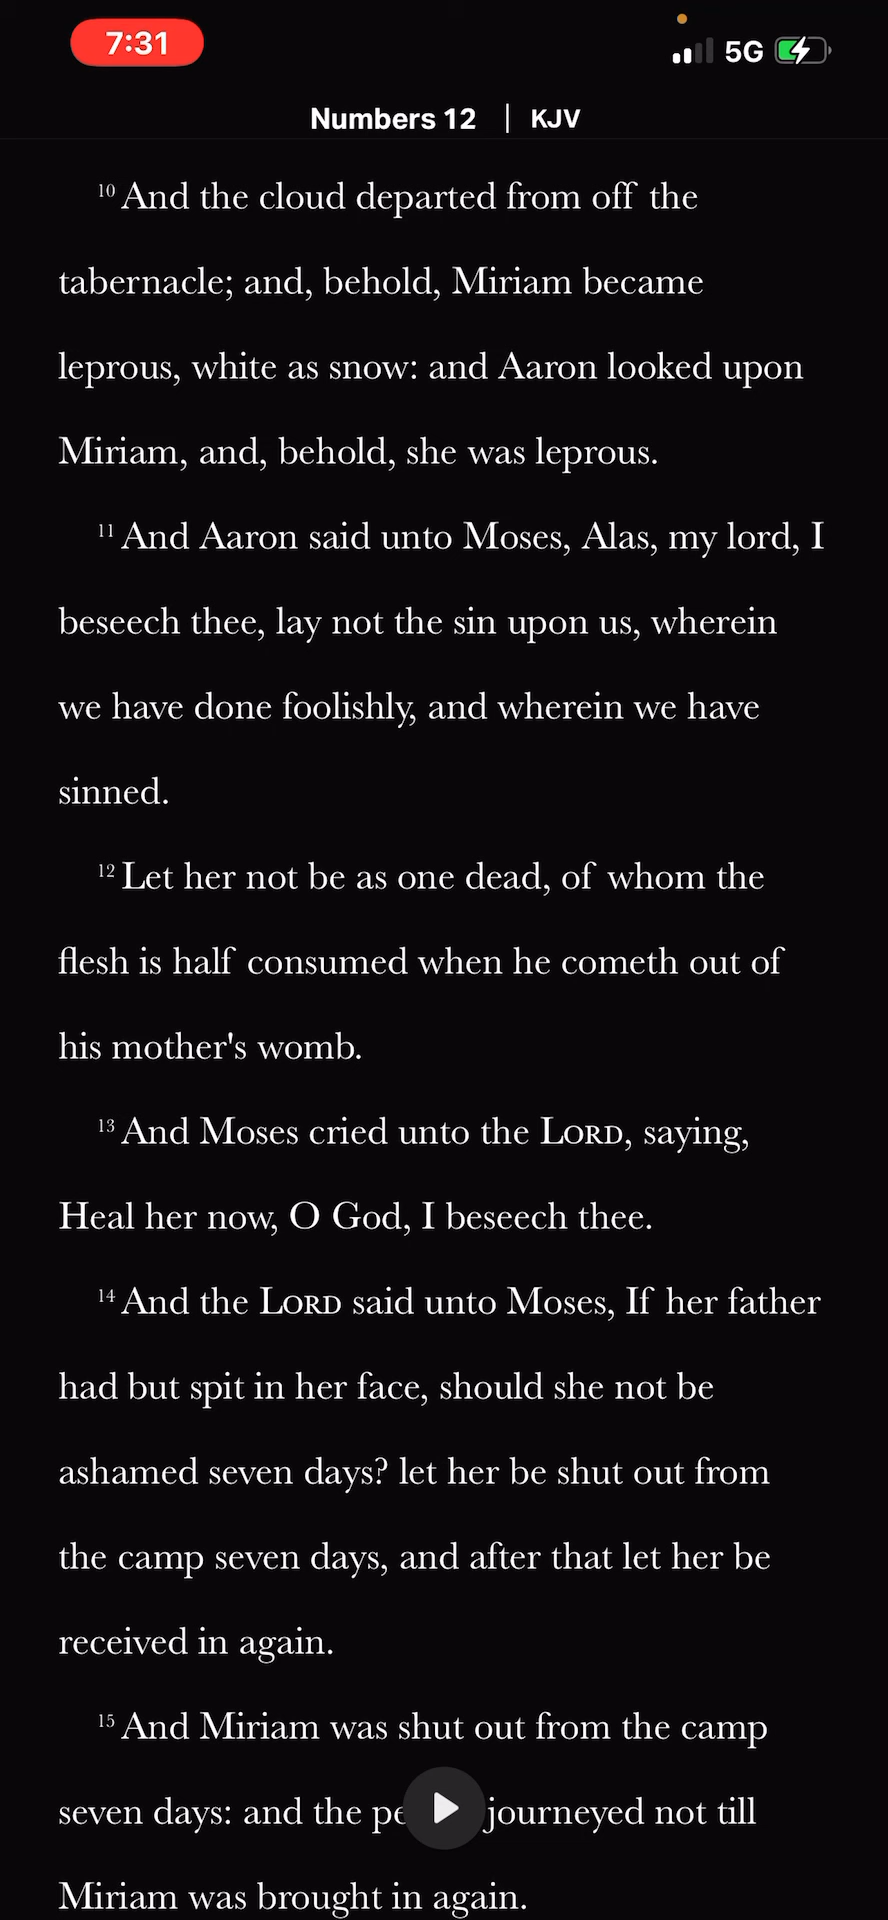 7:31
5G
Numbers 12 | KJV
10 And the cloud departed from off the
tabernacle; and, behold, Miriam became
leprous, white as snow: and Aaron looked upon
Miriam, and, behold, she was leprous.
11 And Aaron said unto Moses, Alas, my lord, I
beseech thee, lay not the sin upon us, wherein
we have done foolishly, and wherein we have
sinned.
12 Let her not be as one dead, of whom the
flesh is half consumed when he cometh out of
his mother's womb.
13 And Moses cried unto the LORD, saying,
Heal her now, O God, I beseech thee.
14 And the LORD said unto Moses, If her father
had but spit in her face, should she not be
ashamed seven days? let her be shut out from
the camp seven days, and after that let her be
received in again.
15 And Miriam was shut out from the camp
seven days: and the journeyed not till
Miriam was brought in again.